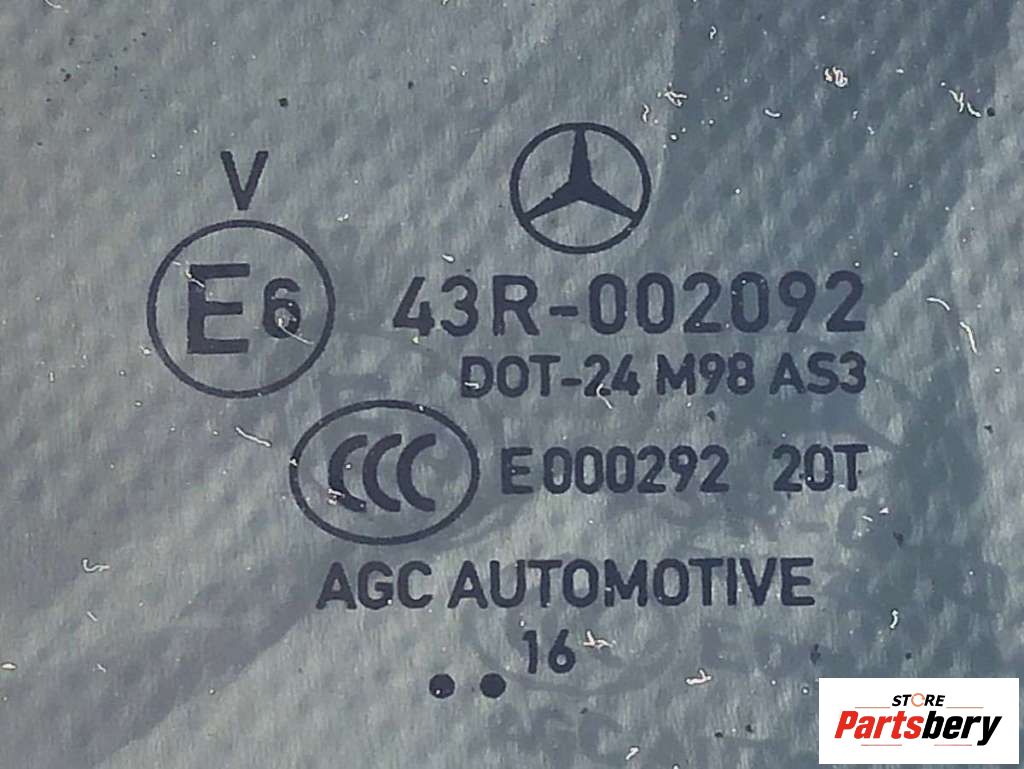 V
E6 43R-002092
DOT-24 M98 AS3
CCC E000292 20T
AGC AUTOMOTIVE
16
STORE
Partsbery